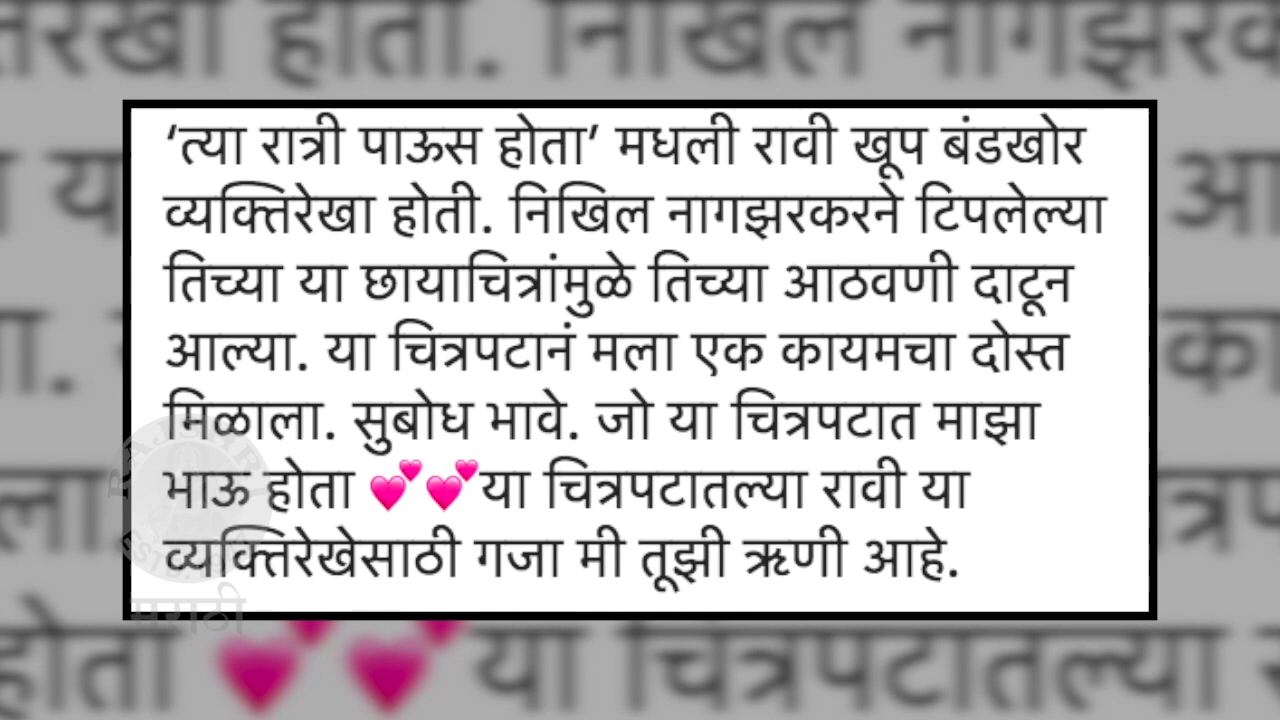 ‘त्या रात्री पाऊस होता’ मधली रावी खूप बंडखोर
व्यक्तिरेखा होती. निखिल नागझरकरने टिपलेल्या
तिच्या या छायाचित्रांमुळे तिच्या आठवणी दाटून
आल्या. या चित्रपटानं मला एक कायमचा दोस्त
मिळाला. सुबोध भावे. जो या चित्रपटात माझा
भाऊ होता 💕💕या चित्रपटातल्या रावी या
व्यक्तिरेखेसाठी गजा मी तूझी ऋणी आहे.
मराठी